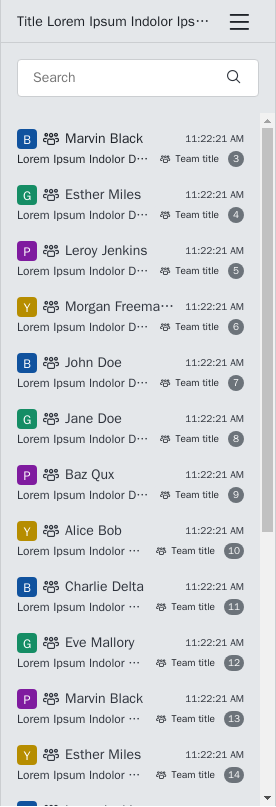 Title Lorem Ipsum Indolor Ips···
Search
B Marvin Black 11:22:21 AM
Lorem Ipsum Indolor D··· Team title 3
G Esther Miles 11:22:21 AM
Lorem Ipsum Indolor D··· Team title 4
P Leroy Jenkins 11:22:21 AM
Lorem Ipsum Indolor D··· Team title 5
Y Morgan Freema··· 11:22:21 AM
Lorem Ipsum Indolor D··· Team title 6
B John Doe 11:22:21 AM
Lorem Ipsum Indolor D··· Team title 7
G Jane Doe 11:22:21 AM
Lorem Ipsum Indolor D··· Team title 8
P Baz Qux 11:22:21 AM
Lorem Ipsum Indolor D··· Team title 9
Y Alice Bob 11:22:21 AM
Lorem Ipsum Indolor ··· Team title 10
B Charlie Delta 11:22:21 AM
Lorem Ipsum Indolor ··· Team title 11
G Eve Mallory 11:22:21 AM
Lorem Ipsum Indolor ··· Team title 12
P Marvin Black 11:22:21 AM
Lorem Ipsum Indolor ··· Team title 13
Y Esther Miles 11:22:21 AM
Lorem Ipsum Indolor ··· Team title 14